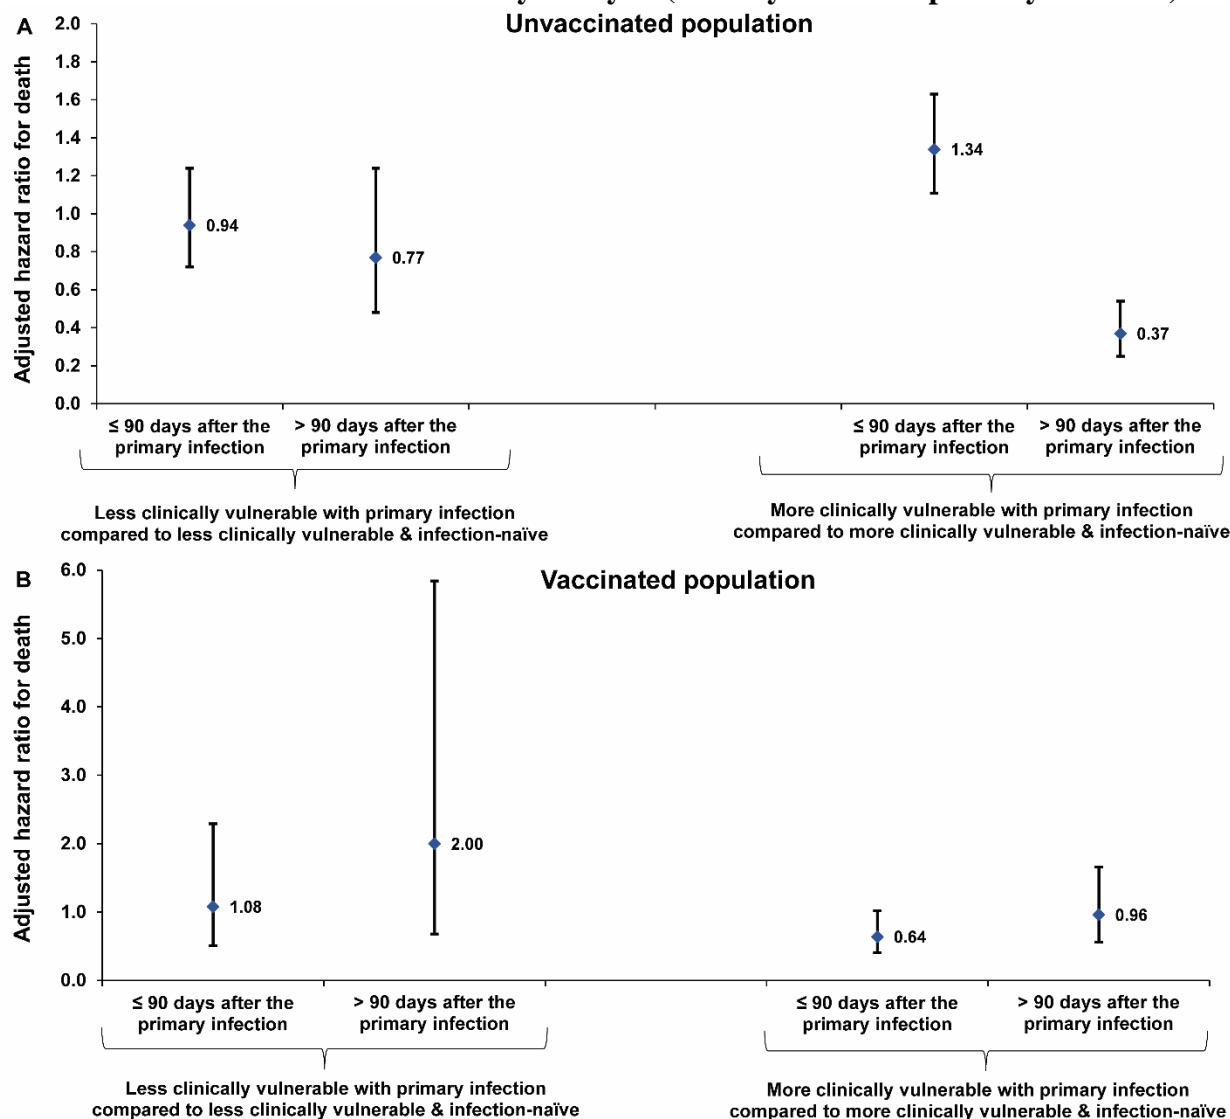 A
Unvaccinated population
Adjusted hazard ratio for death
2.0
1.8
1.6
1.4
1.2
1.0
0.8
0.6
0.4
0.2
0.0
0.94
0.77
1.34
0.37
≤ 90 days after the
primary infection
> 90 days after the
primary infection
≤ 90 days after the
primary infection
> 90 days after the
primary infection
Less clinically vulnerable with primary infection
compared to less clinically vulnerable & infection-naïve
More clinically vulnerable with primary infection
compared to more clinically vulnerable & infection-naïve
B
Vaccinated population
Adjusted hazard ratio for death
6.0
5.0
4.0
3.0
2.0
1.0
0.0
1.08
2.00
0.64
0.96
≤ 90 days after the
primary infection
> 90 days after the
primary infection
≤ 90 days after the
primary infection
> 90 days after the
primary infection
Less clinically vulnerable with primary infection
compared to less clinically vulnerable & infection-naïve
More clinically vulnerable with primary infection
compared to more clinically vulnerable & infection-naïve